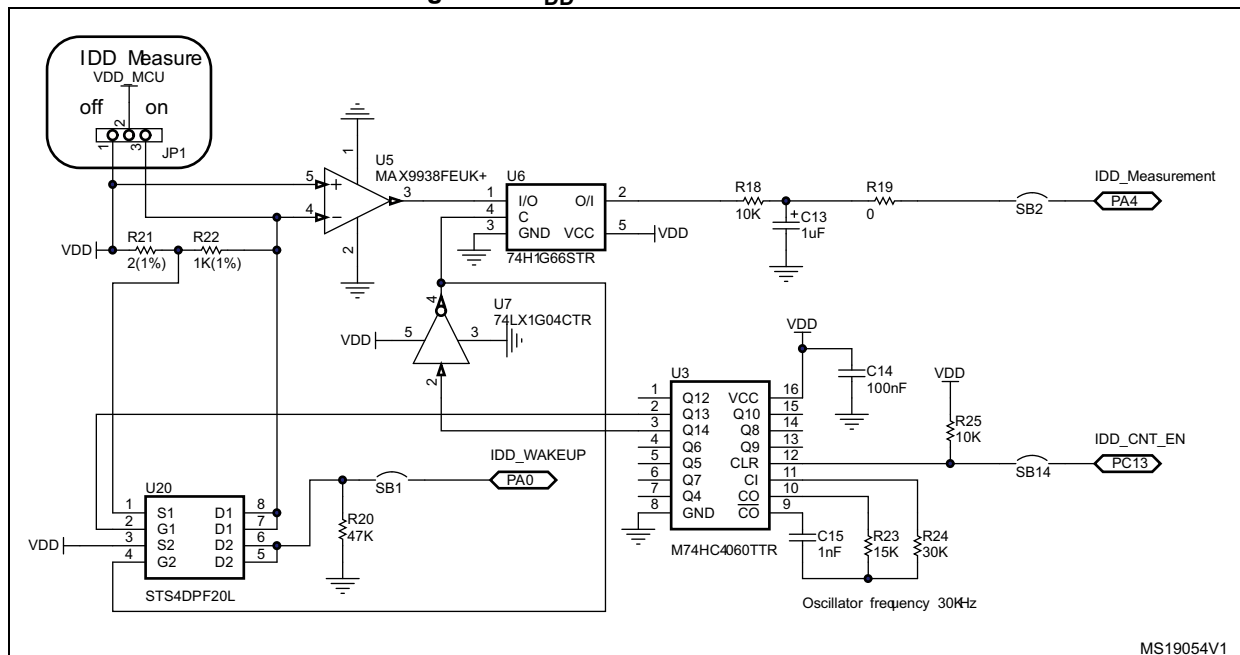 DD
IDD Measure
VDD_MCU
off on
2
1 3
JP1
1
U5
MAX9938FEUK+
5 +
4 -
3
2
U6
1 I/O O/I 2
4 C
3 GND VCC 5
VDD
74H1G66STR
R18
10K
+
C13
1uF
R19
0
SB2
IDD_Measurement
PA4
VDD
R21
2(1%)
R22
1K(1%)
4
U7
74LX1G04CTR
VDD 5 3
2
VDD
C14
100nF
U3
1 Q12 VCC 16
2 Q13 Q10 15
3 Q14 Q8 14
4 Q6 Q9 13
5 Q5 CLR 12
6 Q7 CI 11
7 Q4 CO 10
8 GND CO 9
M74HC4060TTR
VDD
R25
10K
SB14
IDD_CNT_EN
PC13
C15
1nF
R23
15K
R24
30K
Oscillator frequency 30KHz
IDD_WAKEUP
PA0
SB1
R20
47K
U20
1 S1 D1 8
2 G1 D1 7
VDD 3 S2 D2 6
4 G2 D2 5
STS4DPF20L
MS19054V1